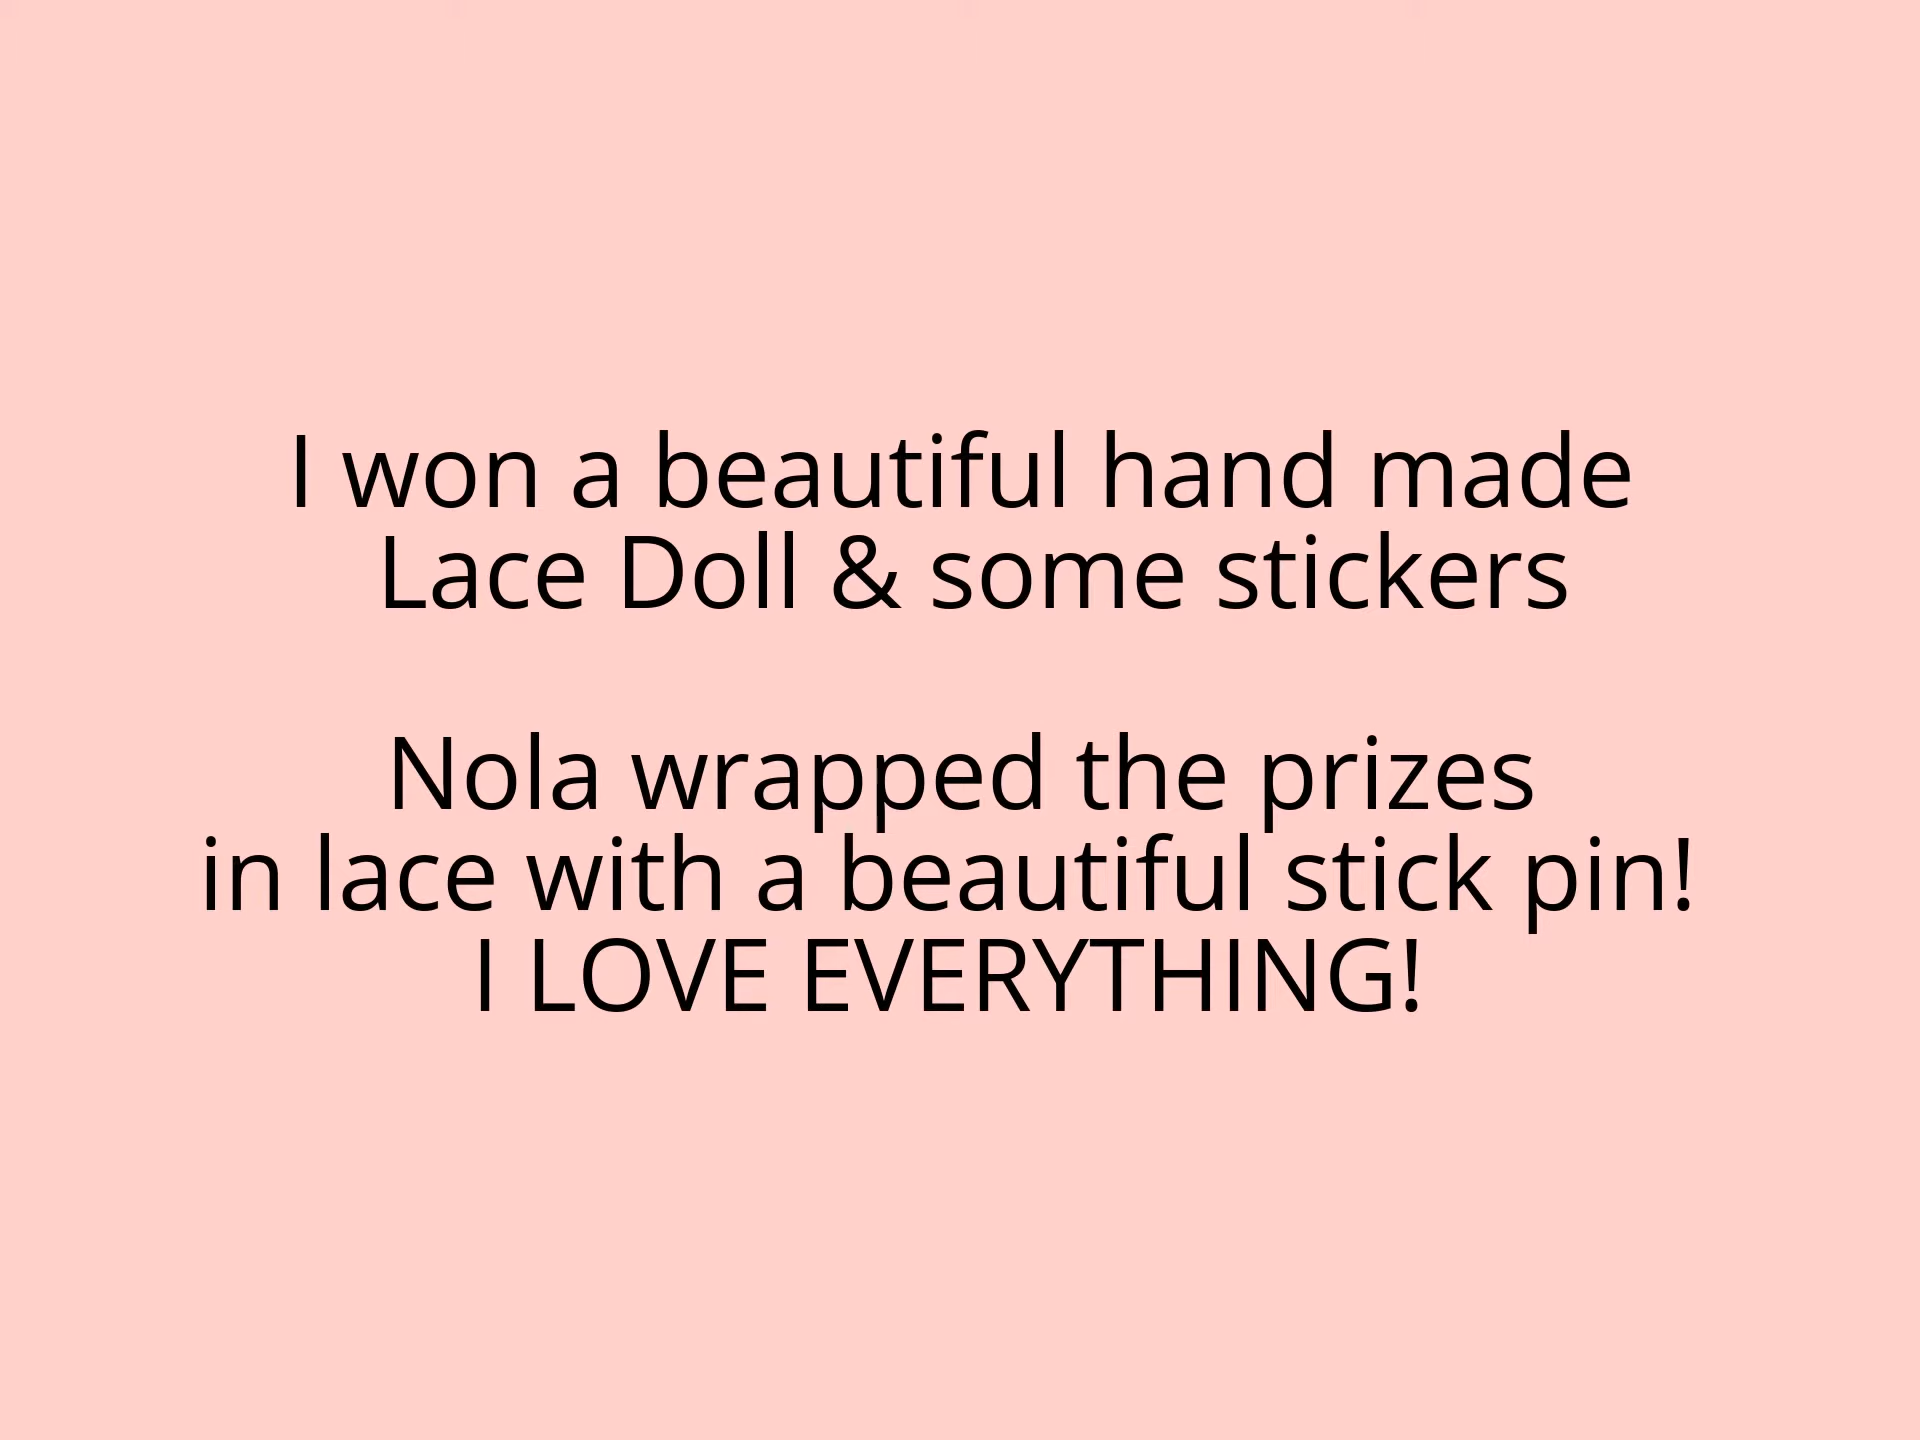 I won a beautiful hand made
Lace Doll & some stickers
Nola wrapped the prizes
in lace with a beautiful stick pin!
I LOVE EVERYTHING!